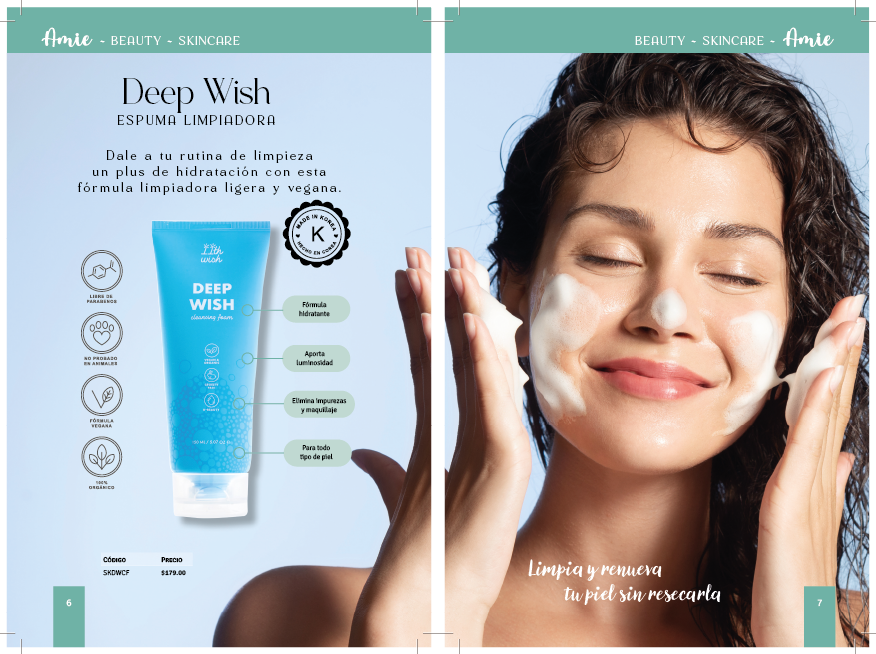 Amie ~ BEAUTY ~ SKINCARE
Deep Wish
ESPUMA LIMPIADORA
Dale a tu rutina de limpieza
un plus de hidratación con esta
fórmula limpiadora ligera y vegana.
MADE IN KOREA
K
HECHO EN COREA
LIBRE DE
PARABENOS
NO PROBADO
EN ANIMALES
FÓRMULA
VEGANA
100%
ORGÁNICO
11th
wish
DEEP
WISH
cleansing foam
Fórmula
hidratante
Aporta
luminosidad
Elimina impurezas
y maquillaje
Para todo
tipo de piel
CÓDIGO PRECIO
SKDWCF $179.00
6
BEAUTY ~ SKINCARE ~ Amie
Limpia y renueva
tu piel sin resecarla
7